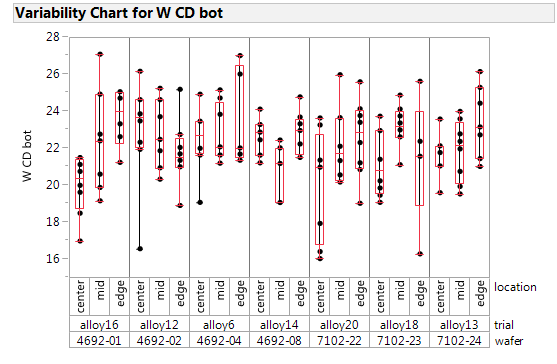 Variability Chart for W CD bot
28
26
24
22
20
18
16
W CD bot
center mid edge center mid edge center mid edge center mid edge center mid edge center mid edge center mid edge location
alloy16 alloy12 alloy6 alloy14 alloy20 alloy18 alloy13 trial
4692-01 4692-02 4692-04 4692-08 7102-22 7102-23 7102-24 wafer